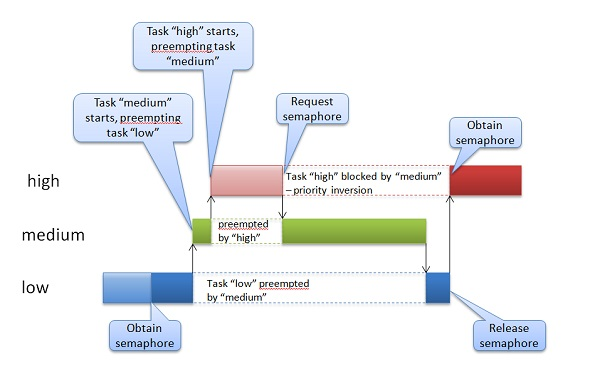 Task “high” starts,
preempting task
“medium”
Task “medium”
starts, preempting
task “low”
Request
semaphore
Obtain
semaphore
high
Task “high” blocked by “medium”
– priority inversion
medium
preempted
by “high”
low
Task “low” preempted
by “medium”
Obtain
semaphore
Release
semaphore